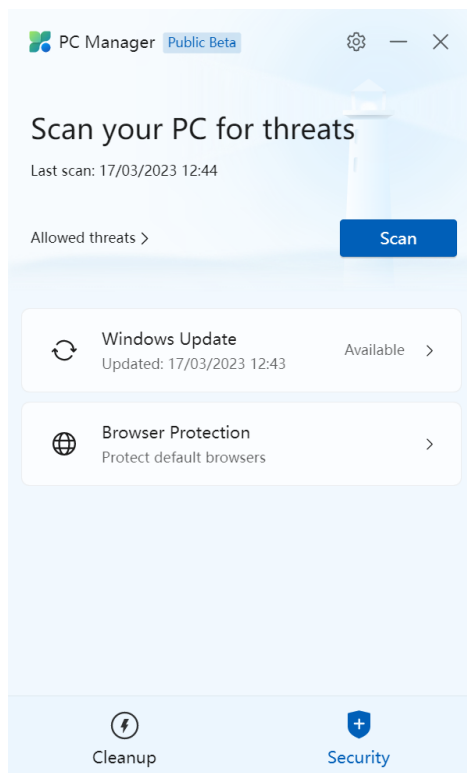 PC Manager Public Beta
Scan your PC for threats
Last scan: 17/03/2023 12:44
Allowed threats
Scan
Windows Update
Updated: 17/03/2023 12:43
Available
Browser Protection
Protect default browsers
Cleanup
Security